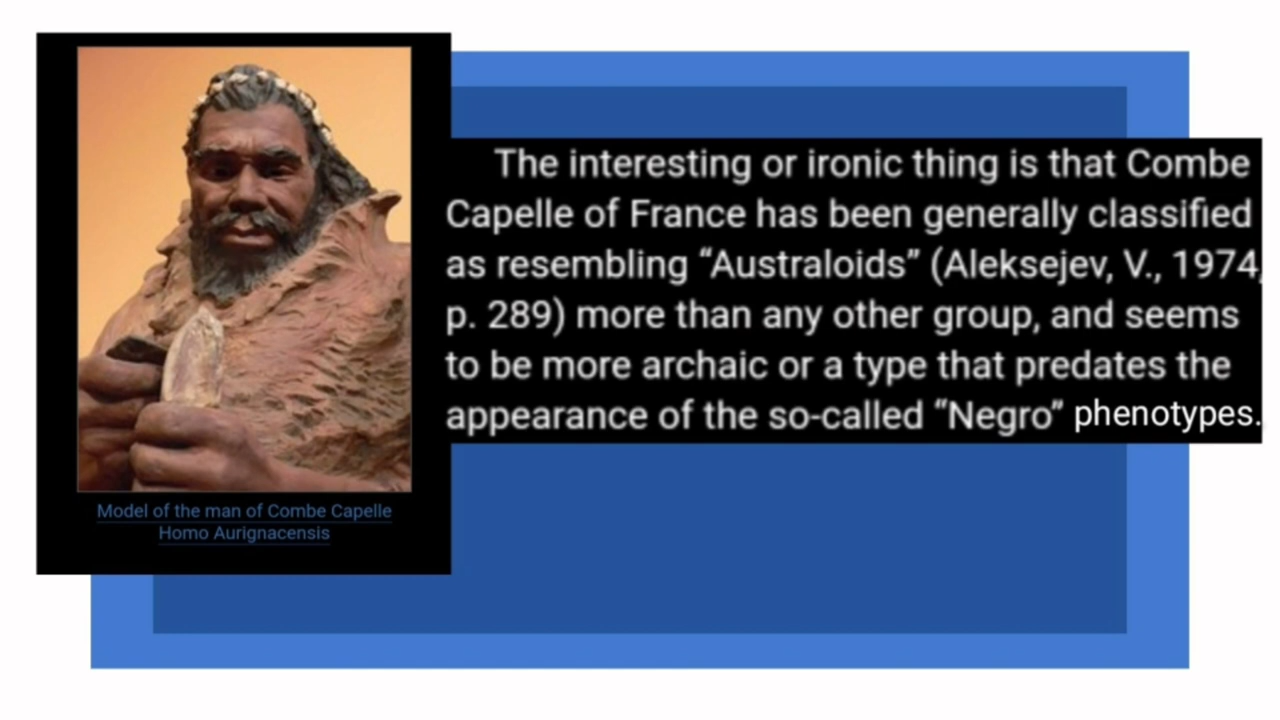 The interesting or ironic thing is that Combe
Capelle of France has been generally classified
as resembling “Australoids” (Aleksejev, V., 1974,
p. 289) more than any other group, and seems
to be more archaic or a type that predates the
appearance of the so-called “Negro” phenotypes.
Model of the man of Combe Capelle
Homo Aurignacensis